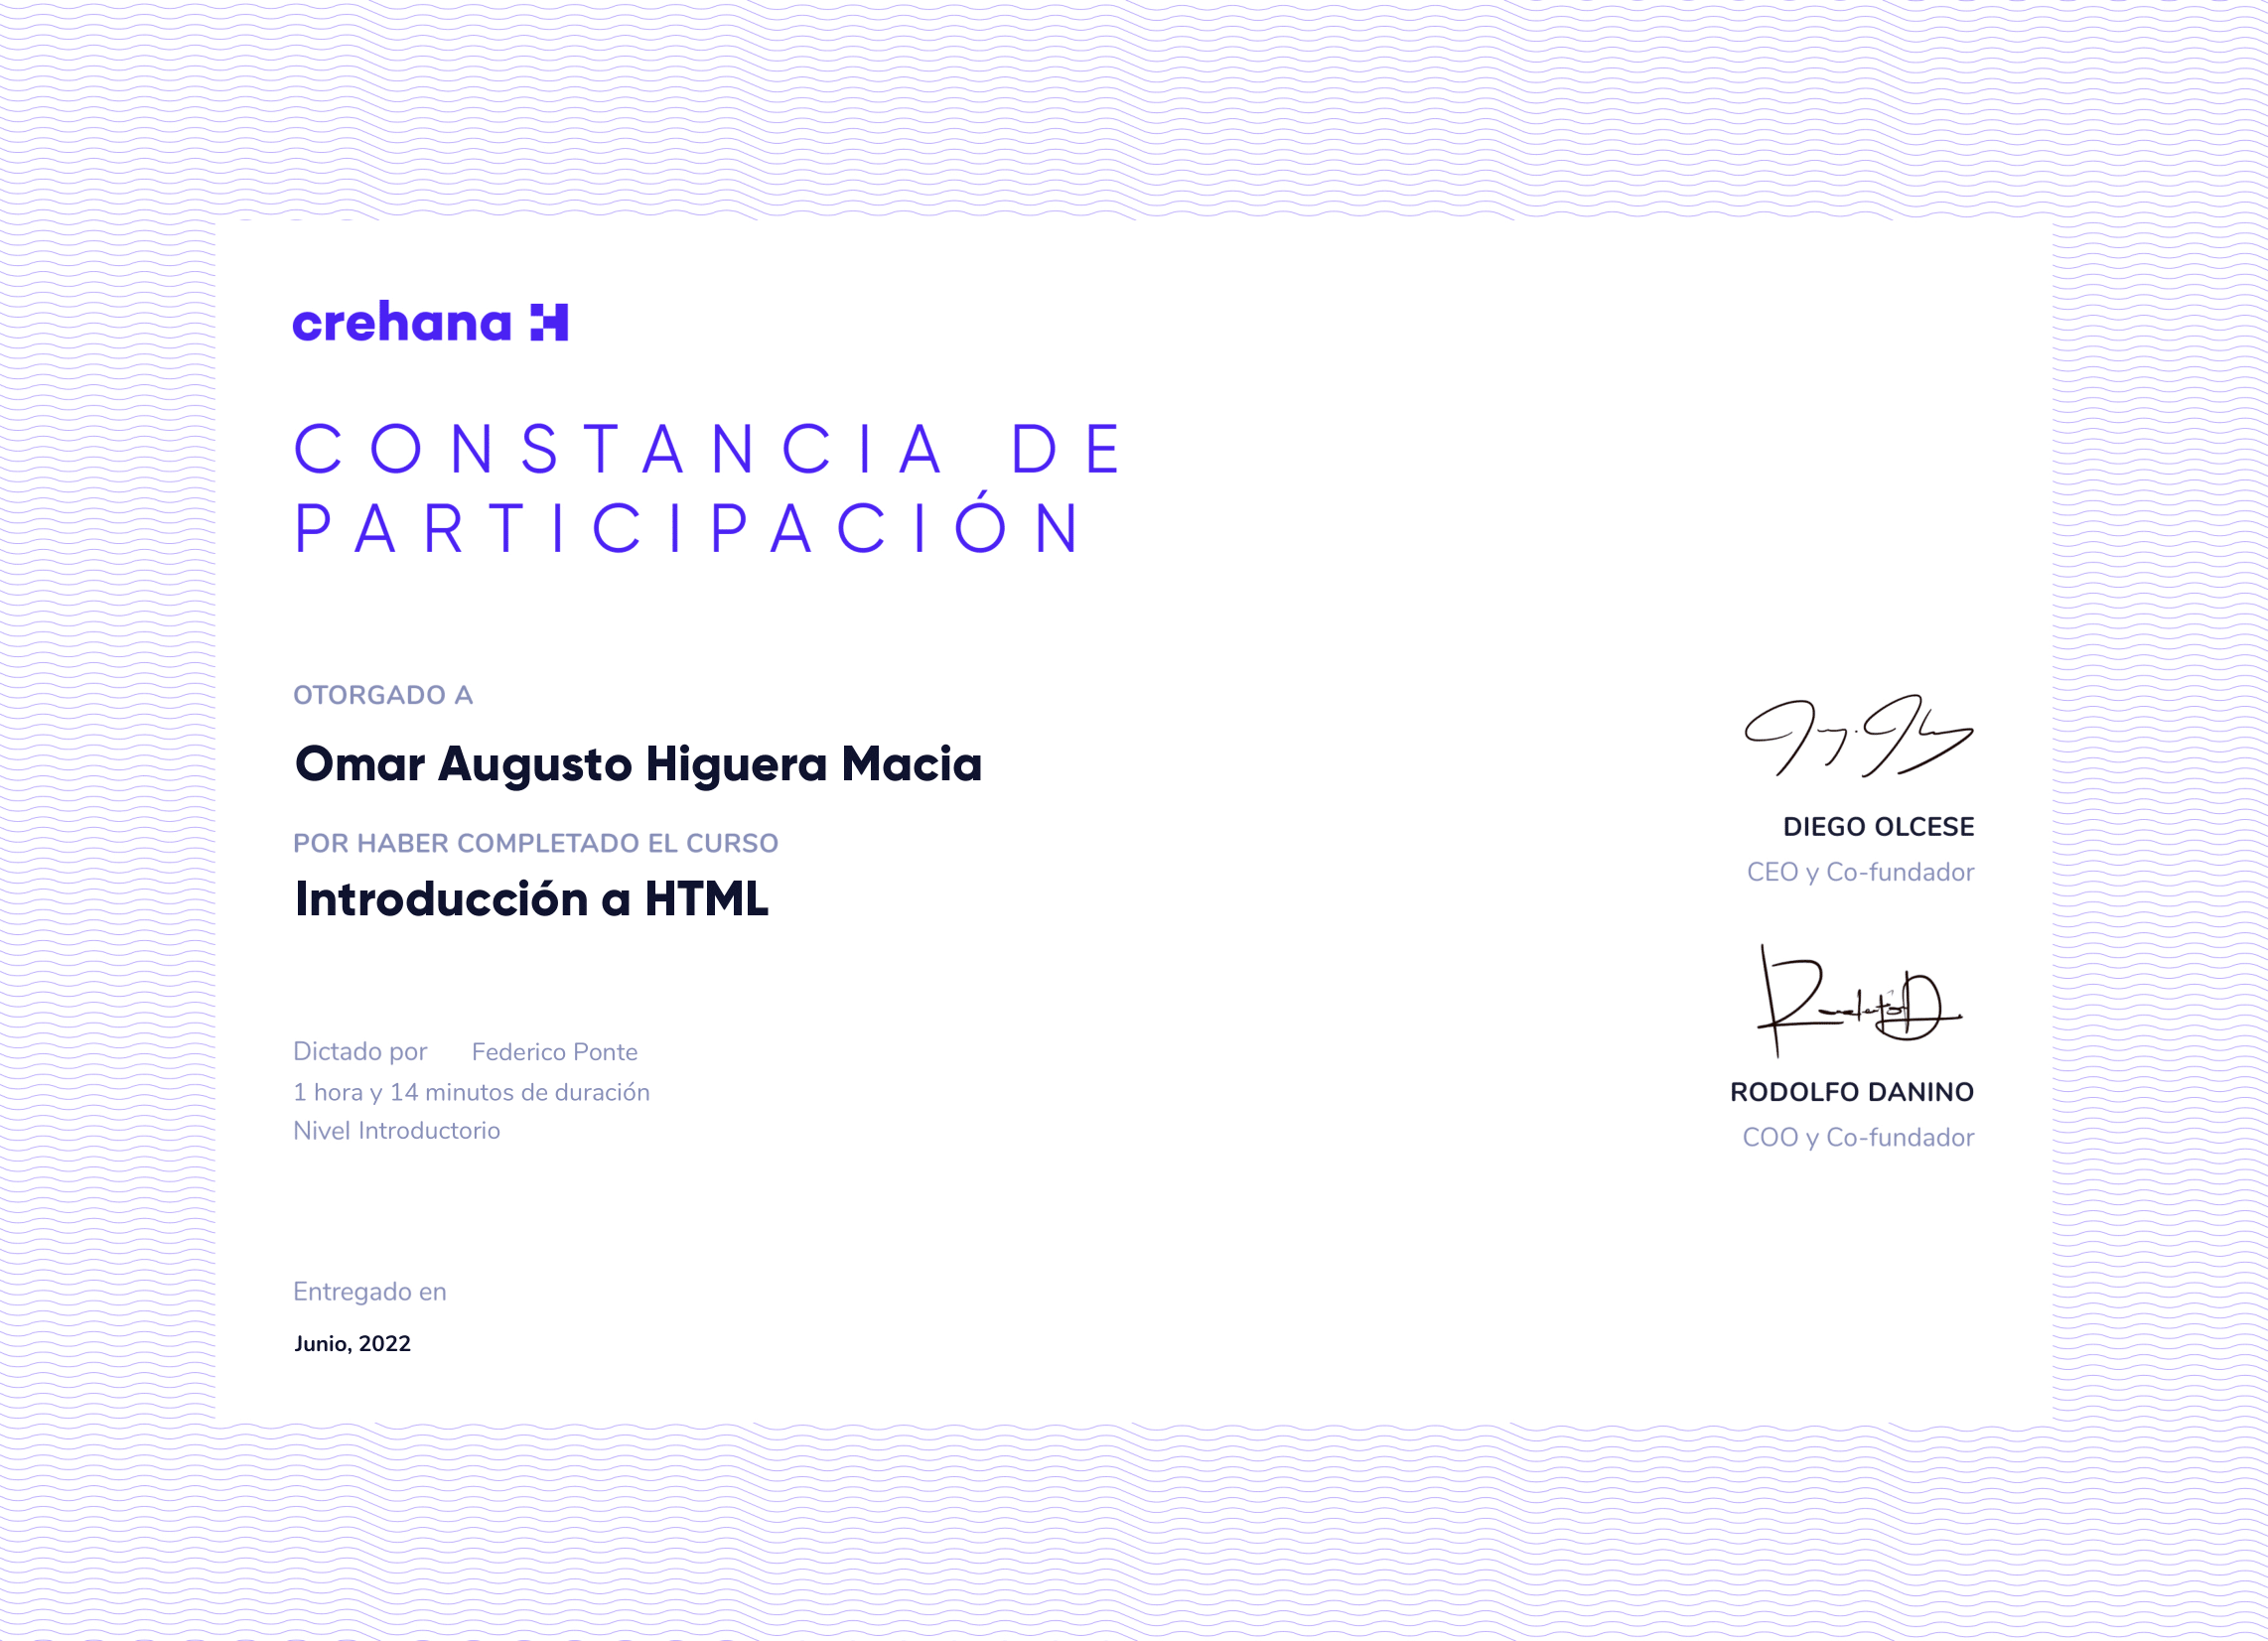 crehana
CONSTANCIA DE
PARTICIPACIÓN
OTORGADO A
Omar Augusto Higuera Macia
POR HABER COMPLETADO EL CURSO
Introducción a HTML
Dictado por Federico Ponte
1 hora y 14 minutos de duración
Nivel Introductorio
Entregado en
Junio, 2022
DIEGO OLCESE
CEO y Co-fundador
RODOLFO DANINO
COO y Co-fundador